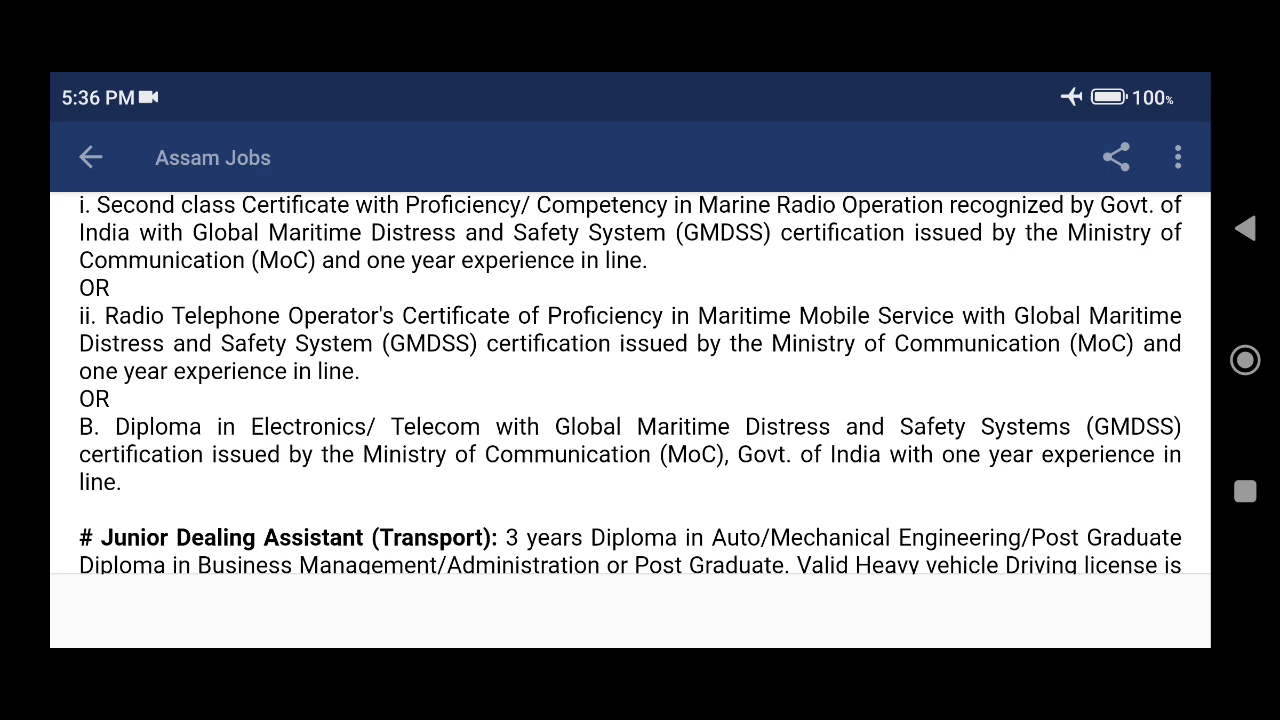 5:36 PM
100%
Assam Jobs
i. Second class Certificate with Proficiency/ Competency in Marine Radio Operation recognized by Govt. of
India with Global Maritime Distress and Safety System (GMDSS) certification issued by the Ministry of
Communication (MoC) and one year experience in line.
OR
ii. Radio Telephone Operator's Certificate of Proficiency in Maritime Mobile Service with Global Maritime
Distress and Safety System (GMDSS) certification issued by the Ministry of Communication (MoC) and
one year experience in line.
OR
B. Diploma in Electronics/ Telecom with Global Maritime Distress and Safety Systems (GMDSS)
certification issued by the Ministry of Communication (MoC), Govt. of India with one year experience in
line.
# Junior Dealing Assistant (Transport): 3 years Diploma in Auto/Mechanical Engineering/Post Graduate
Diploma in Business Management/Administration or Post Graduate. Valid Heavy vehicle Driving license is